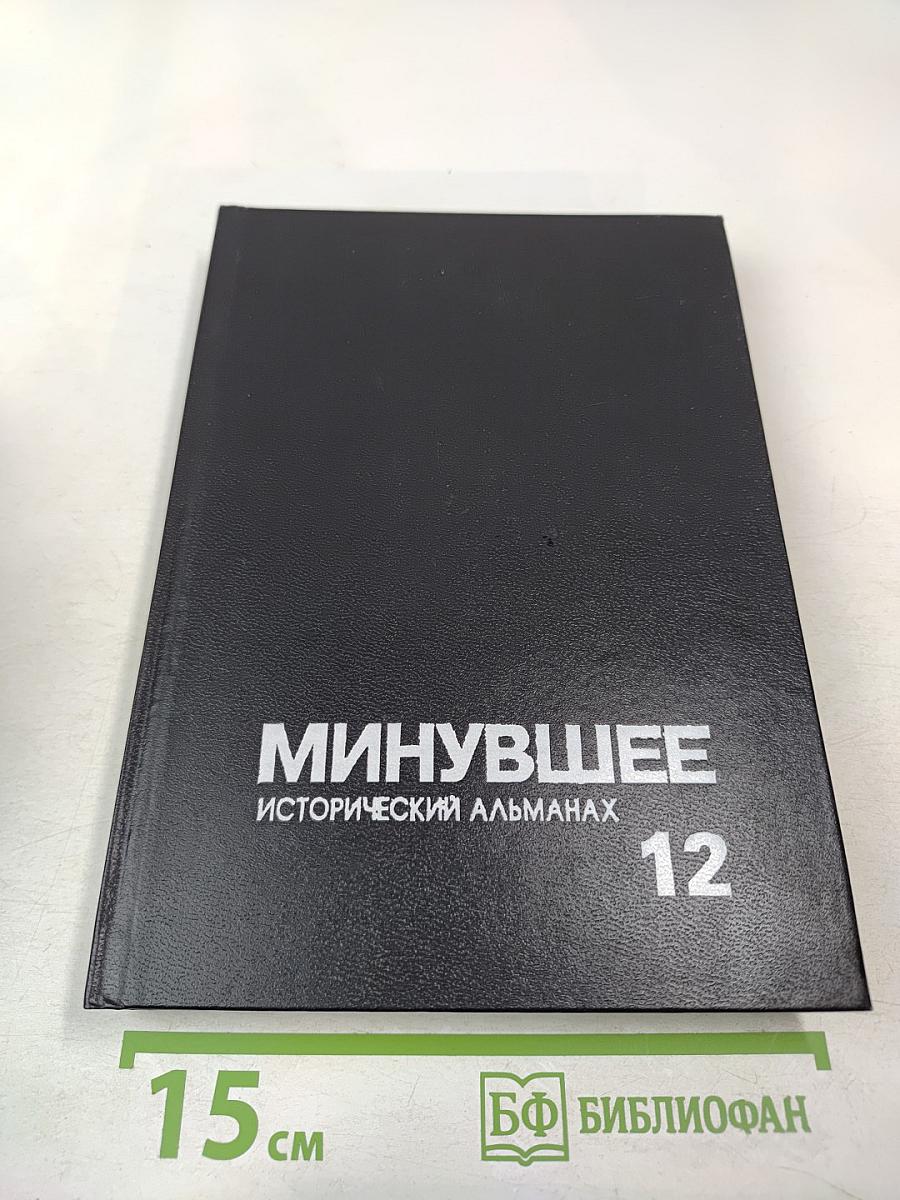 МИНУВШЕЕ
ИСТОРИЧЕСКИЙ АЛЬМАНАХ
12
15 см
БФ БИБЛИОФАН